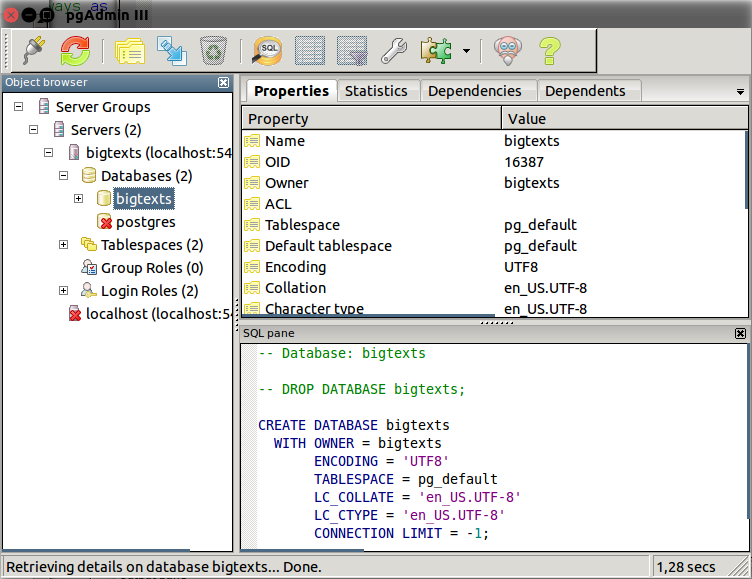 ways as
pgAdmin III
SQL
Object browser
Server Groups
Servers (2)
bigtexts (localhost:54
Databases (2)
bigtexts
postgres
Tablespaces (2)
Group Roles (0)
Login Roles (2)
localhost (localhost:54
Properties Statistics Dependencies Dependents
Property Value
Name bigtexts
OID 16387
Owner bigtexts
ACL
Tablespace pg_default
Default tablespace pg_default
Encoding UTF8
Collation en_US.UTF-8
Character type en_US.UTF-8
SQL pane
-- Database: bigtexts
-- DROP DATABASE bigtexts;
CREATE DATABASE bigtexts
WITH OWNER = bigtexts
ENCODING = 'UTF8'
TABLESPACE = pg_default
LC_COLLATE = 'en_US.UTF-8'
LC_CTYPE = 'en_US.UTF-8'
CONNECTION LIMIT = -1;
Retrieving details on database bigtexts... Done. 1,28 secs